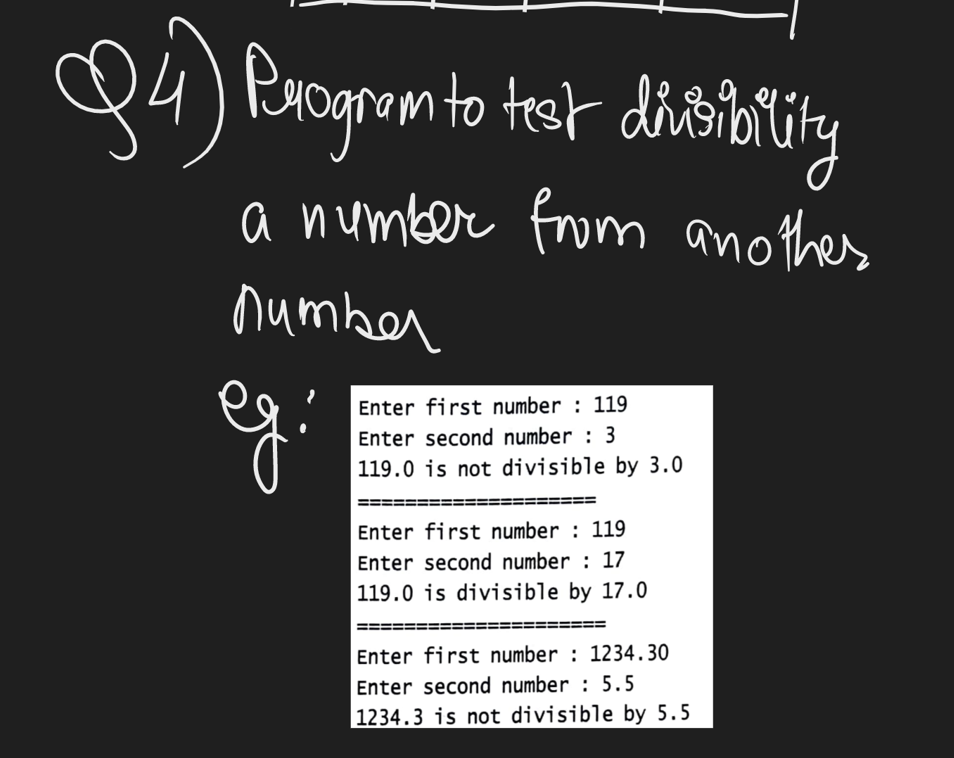 Q4) Program to test divisibility
a number from another
number
eg:
Enter first number : 119
Enter second number : 3
119.0 is not divisible by 3.0
====================
Enter first number : 119
Enter second number : 17
119.0 is divisible by 17.0
=====================
Enter first number : 1234.30
Enter second number : 5.5
1234.3 is not divisible by 5.5